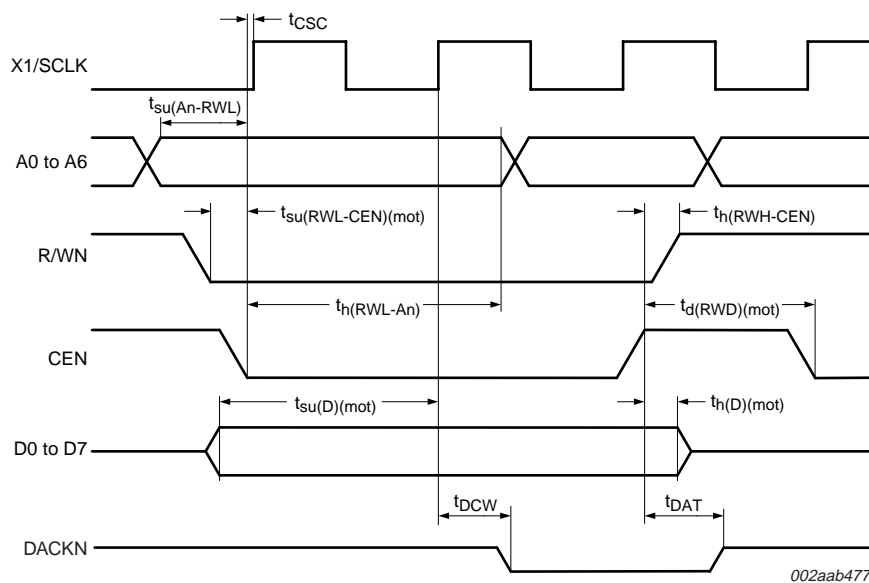 tCSC
X1/SCLK
tsu(An-RWL)
A0 to A6
tsu(RWL-CEN)(mot)
th(RWH-CEN)
R/WN
th(RWL-An)
td(RWD)(mot)
CEN
tsu(D)(mot)
th(D)(mot)
D0 to D7
tDCW
tDAT
DACKN
002aab477